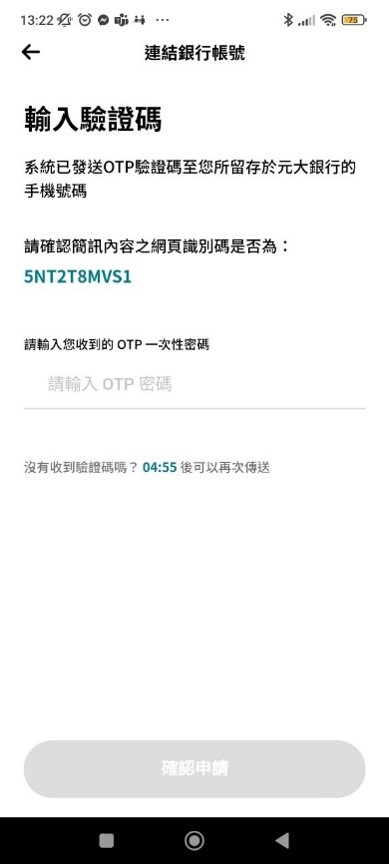 13:22
75
連結銀行帳號
輸入驗證碼
系統已發送OTP驗證碼至您所留存於元大銀行的
手機號碼
請確認簡訊內容之網頁識別碼是否為：
5NT2T8MVS1
請輸入您收到的 OTP 一次性密碼
請輸入 OTP 密碼
沒有收到驗證碼嗎？ 04:55 後可以再次傳送
確認申請